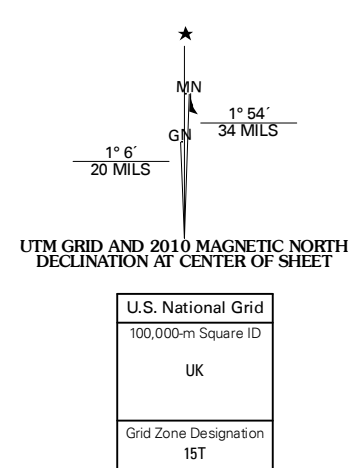 ★
MN
1° 54´
34 MILS
GN
1° 6´
20 MILS
UTM GRID AND 2010 MAGNETIC NORTH
DECLINATION AT CENTER OF SHEET
U.S. National Grid
100,000-m Square ID
UK
Grid Zone Designation
15T